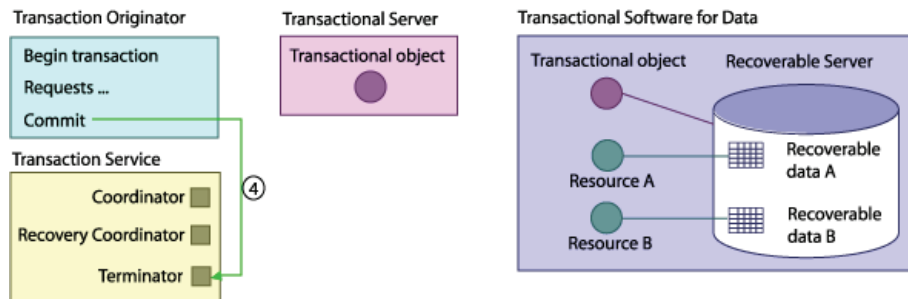 Transaction Originator
Begin transaction
Requests ...
Commit
Transaction Service
Coordinator
Recovery Coordinator
Terminator
4
Transactional Server
Transactional object
Transactional Software for Data
Transactional object
Recoverable Server
Resource A
Recoverable
data A
Resource B
Recoverable
data B